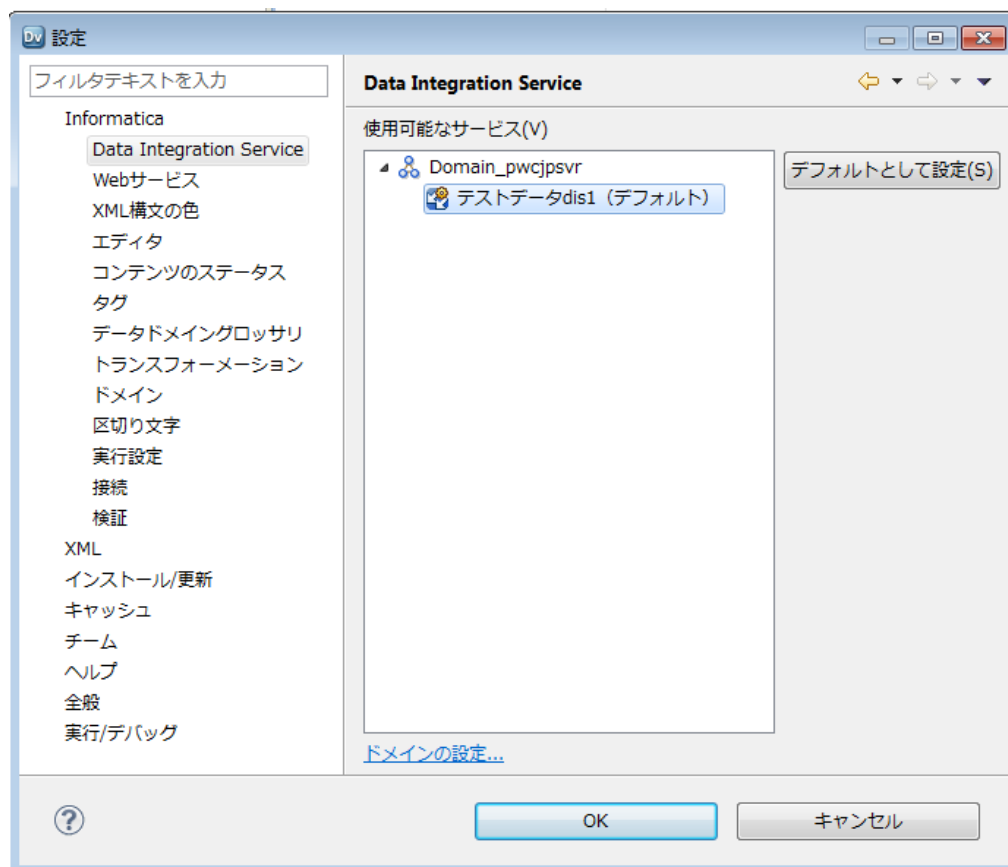 Dv 設定
フィルタテキストを入力
Informatica
Data Integration Service
Webサービス
XML構文の色
エディタ
コンテンツのステータス
タグ
データドメイングロッサリ
トランスフォーメーション
ドメイン
区切り文字
実行設定
接続
検証
XML
インストール/更新
キャッシュ
チーム
ヘルプ
全般
実行/デバッグ
Data Integration Service
使用可能なサービス(V)
Domain_pwcjpsvr
テストデータdis1（デフォルト）
デフォルトとして設定(S)
ドメインの設定...
?
OK
キャンセル